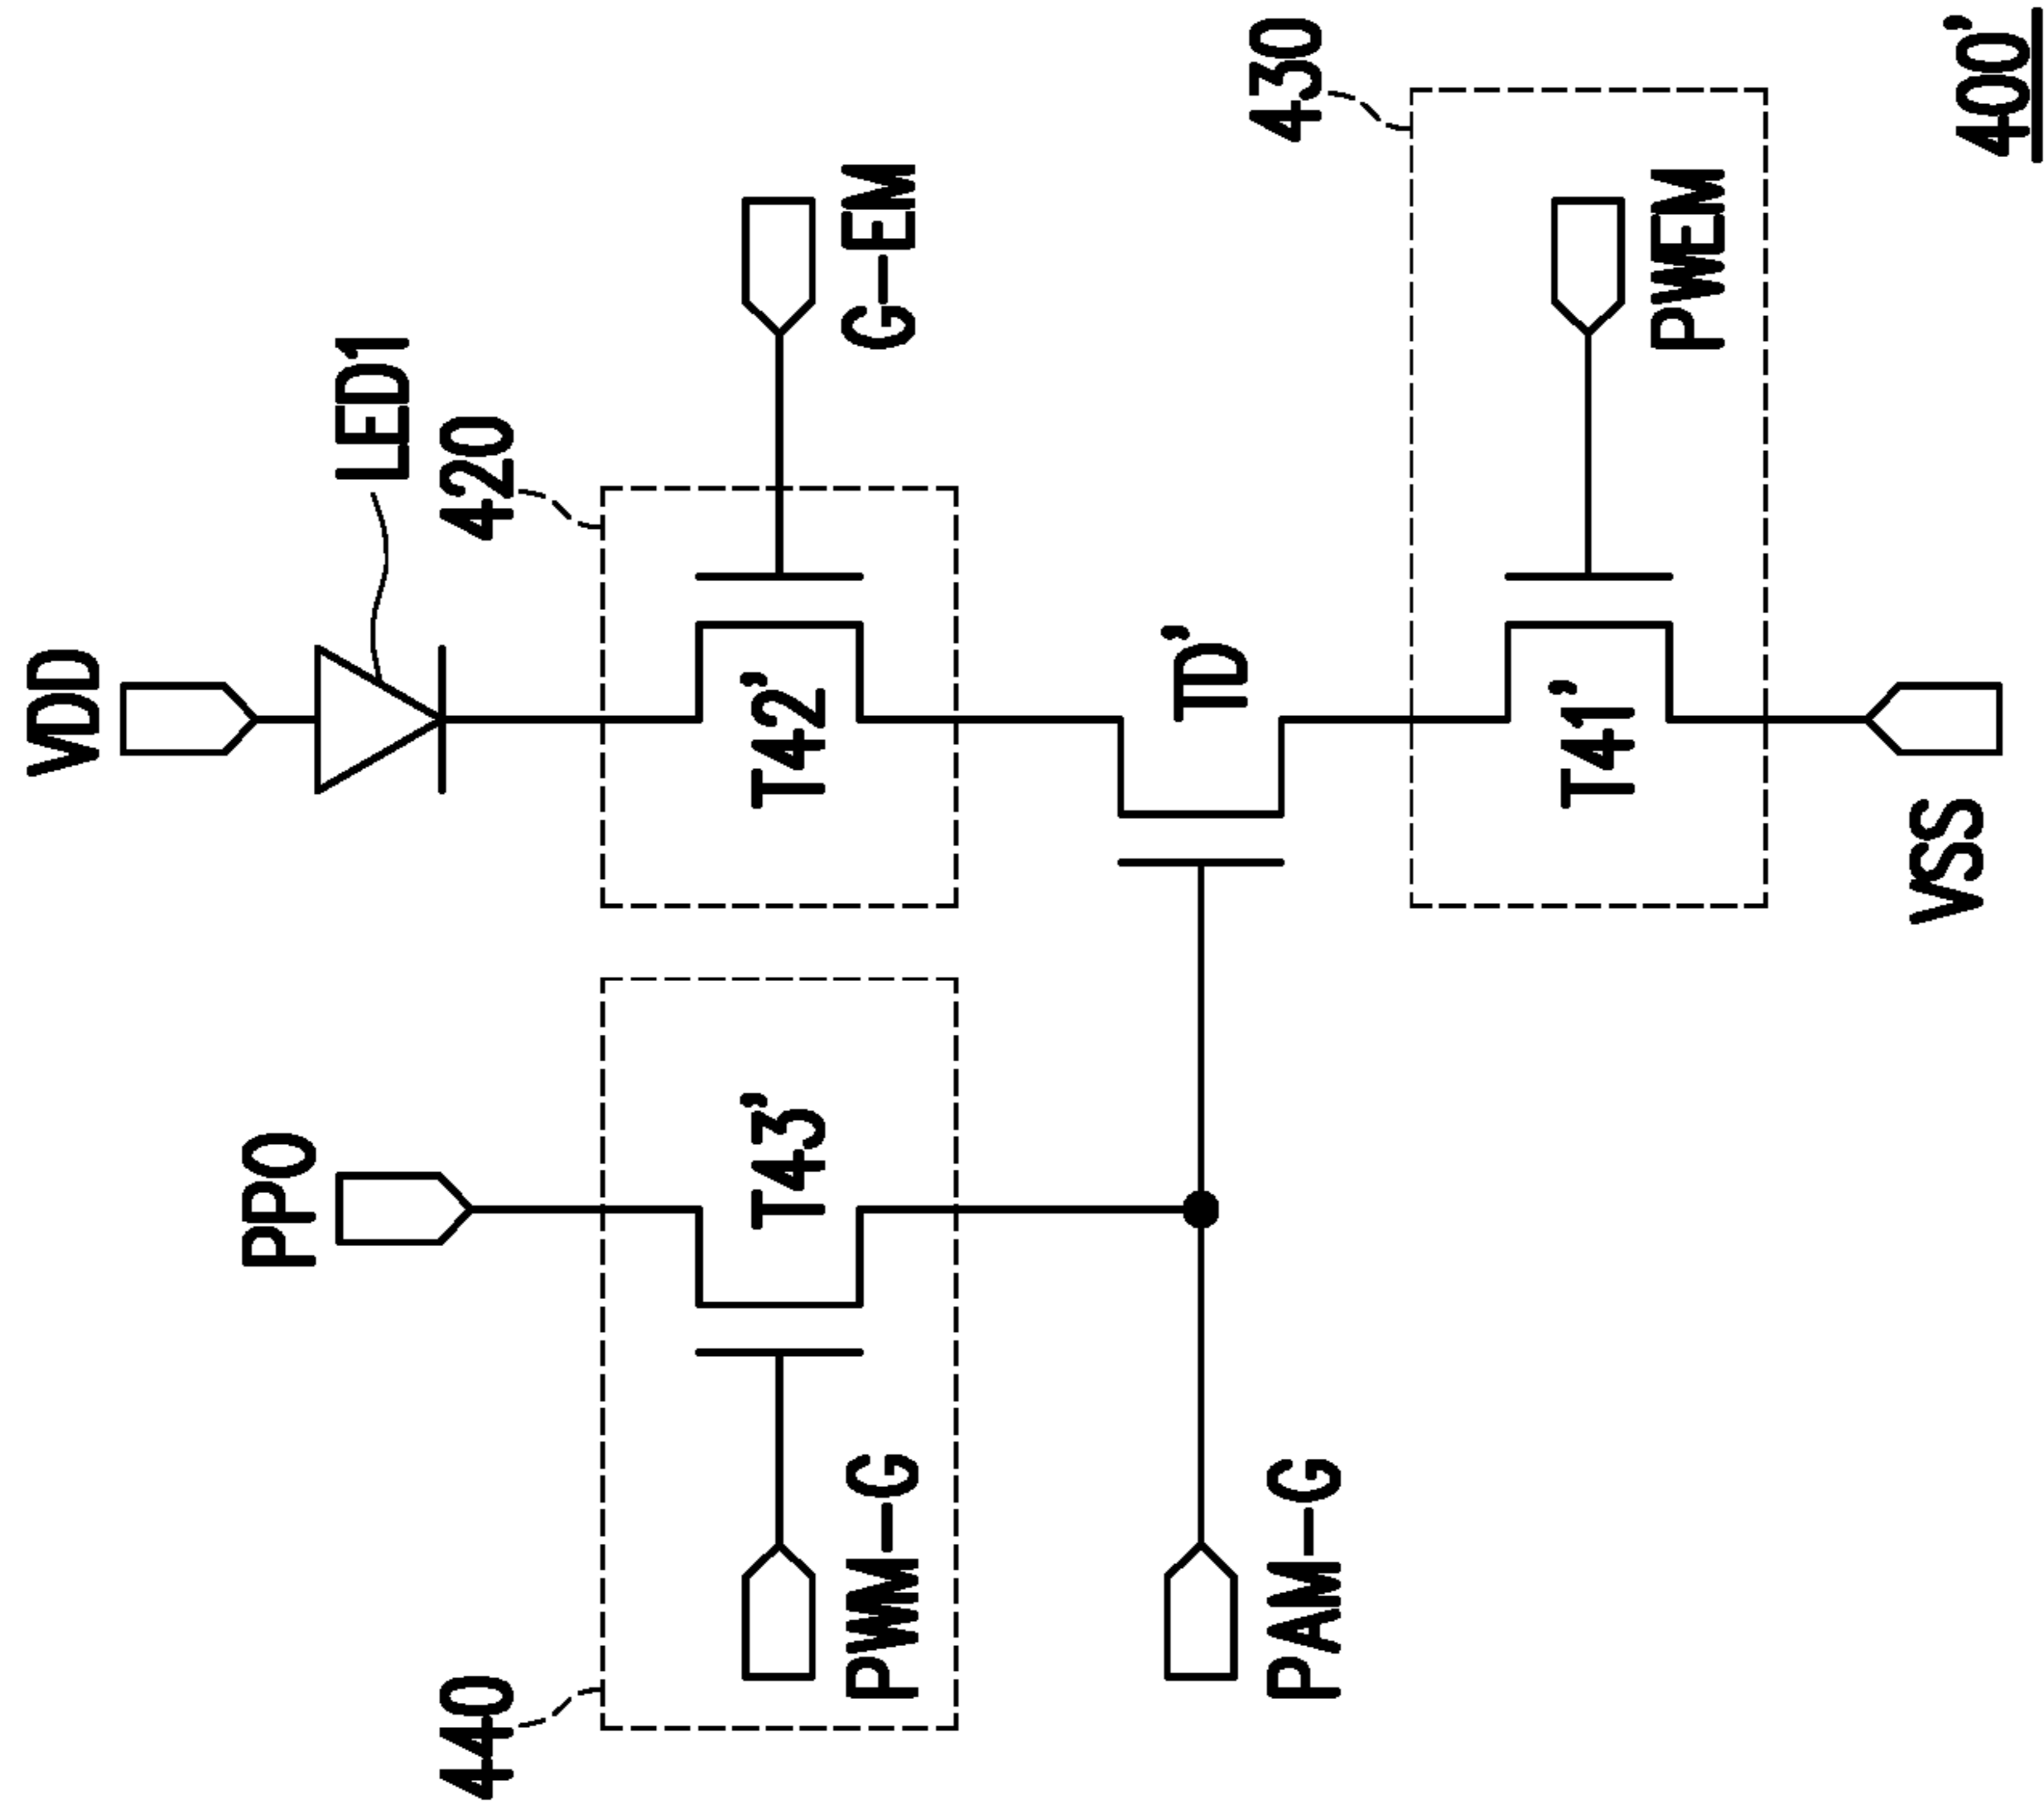 VDD
PPO
LED1
440
420
T43'
T42'
PWM-G
G-EM
TD'
PAM-G
430
T41'
PWEM
VSS
400'